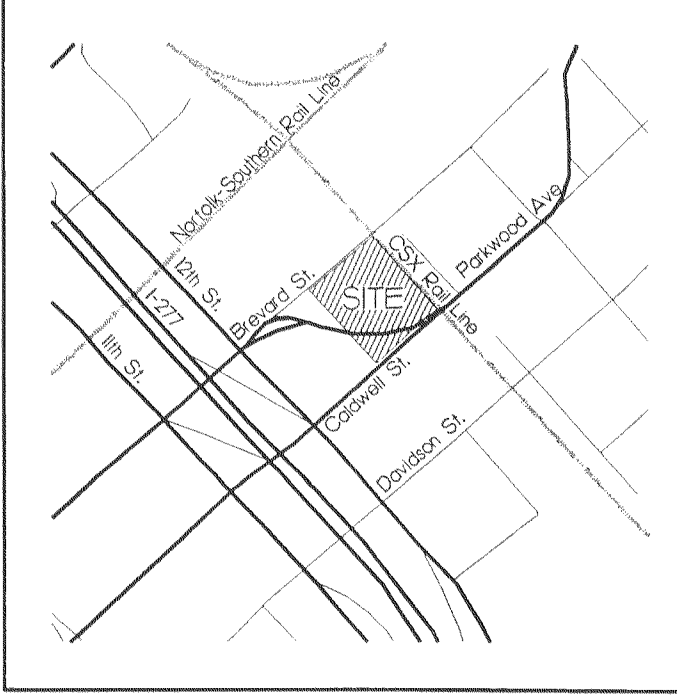 Norfolk-Southern Rail Line
CSX Rail Line
Parkwood Ave
12th St.
I-277
Brevard St.
SITE
11th St.
Caldwell St.
Davidson St.